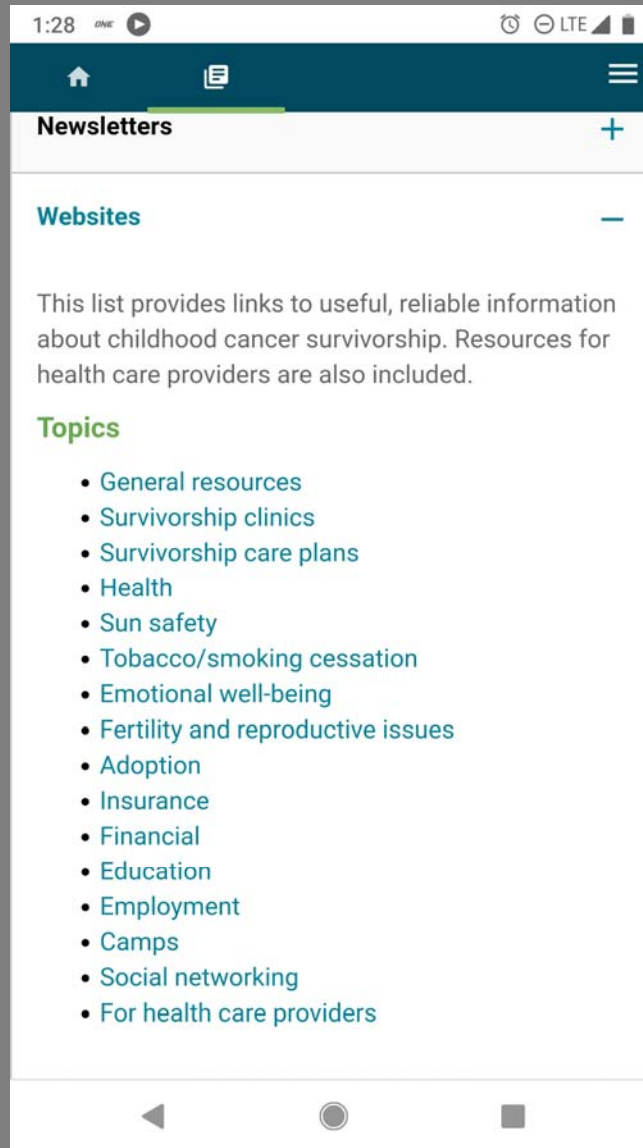 1:28 ONE LTE
Newsletters
Websites
This list provides links to useful, reliable information
about childhood cancer survivorship. Resources for
health care providers are also included.
Topics
General resources
Survivorship clinics
Survivorship care plans
Health
Sun safety
Tobacco/smoking cessation
Emotional well-being
Fertility and reproductive issues
Adoption
Insurance
Financial
Education
Employment
Camps
Social networking
For health care providers